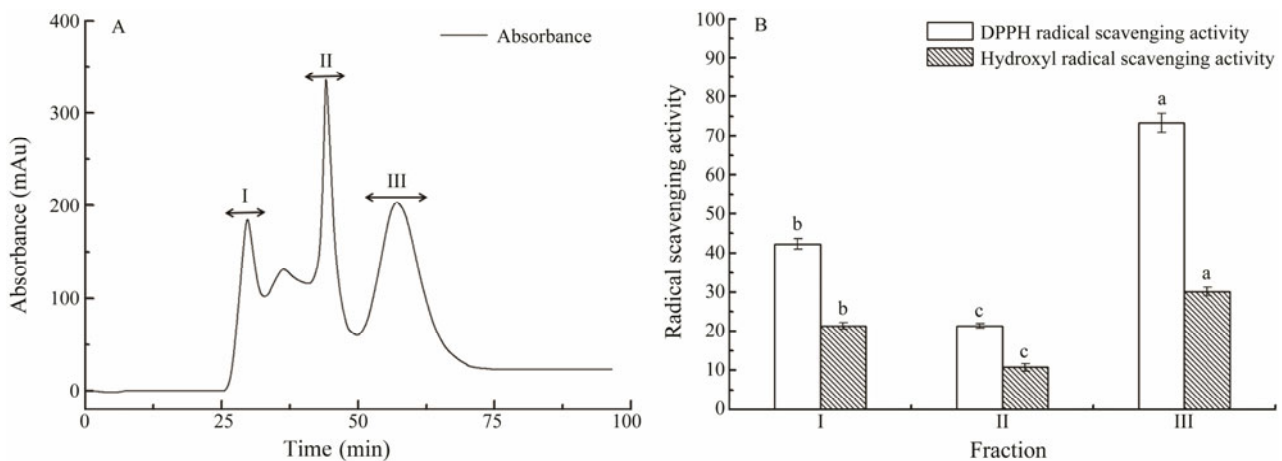 A
Absorbance
I
II
III
400
300
200
100
0
Absorbance (mAu)
0
25
50
75
100
Time (min)
B
DPPH radical scavenging activity
Hydroxyl radical scavenging activity
100
90
80
70
60
50
40
30
20
10
0
Radical scavenging activity
b
b
c
c
a
a
I
II
III
Fraction